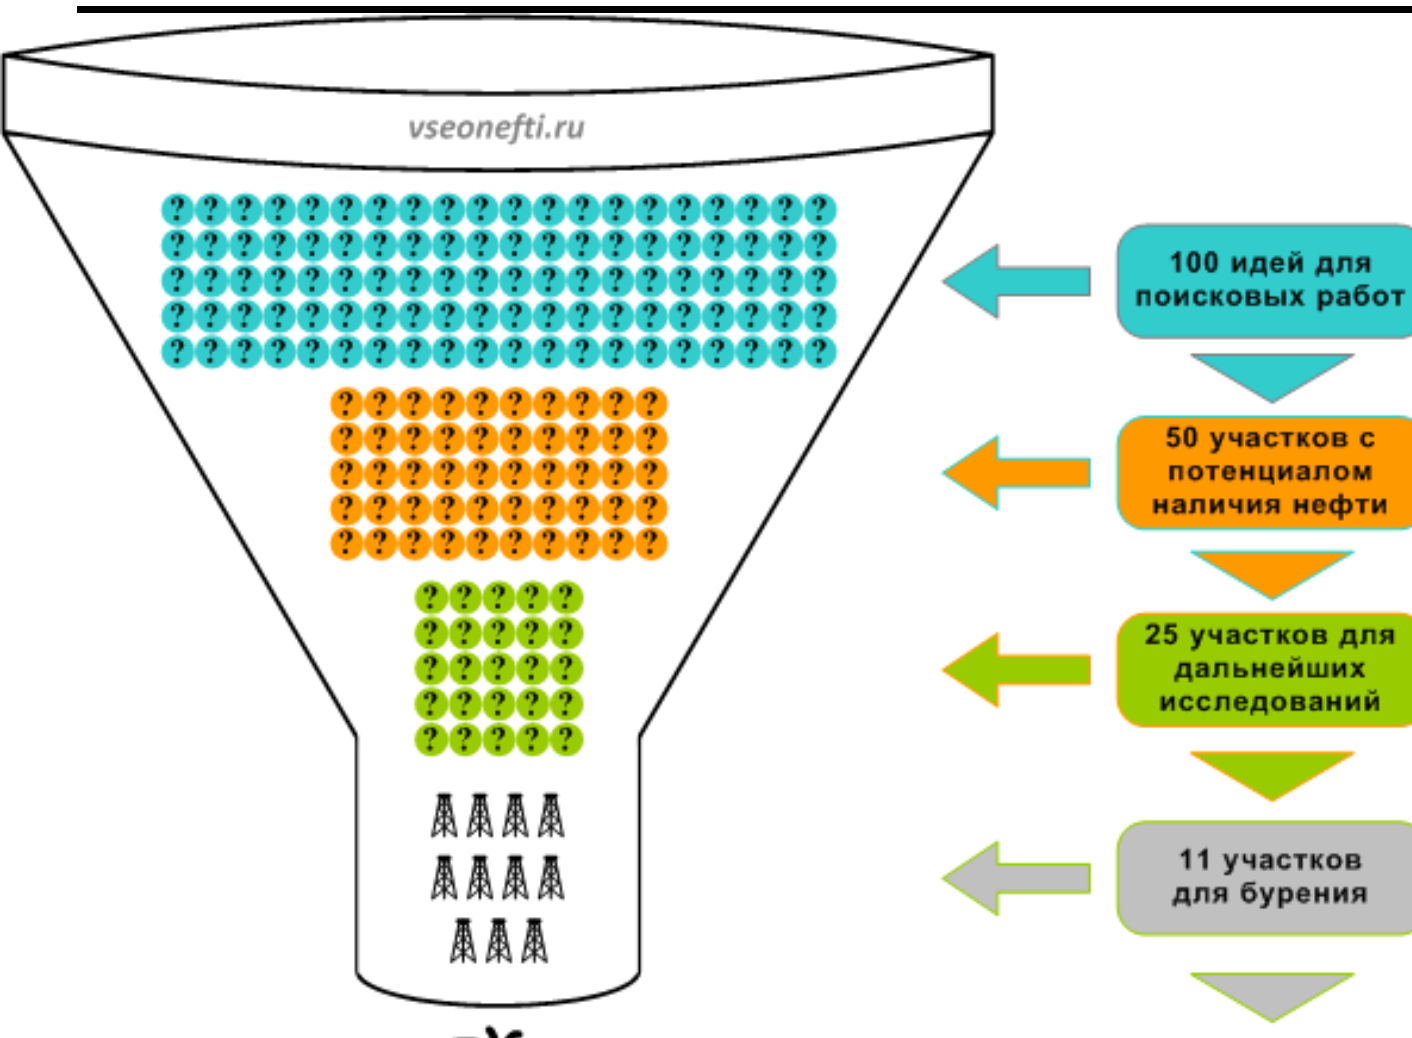 vseonefti.ru
100 идей для
поисковых работ
50 участков с
потенциалом
наличия нефти
25 участков для
дальнейших
исследований
11 участков
для бурения